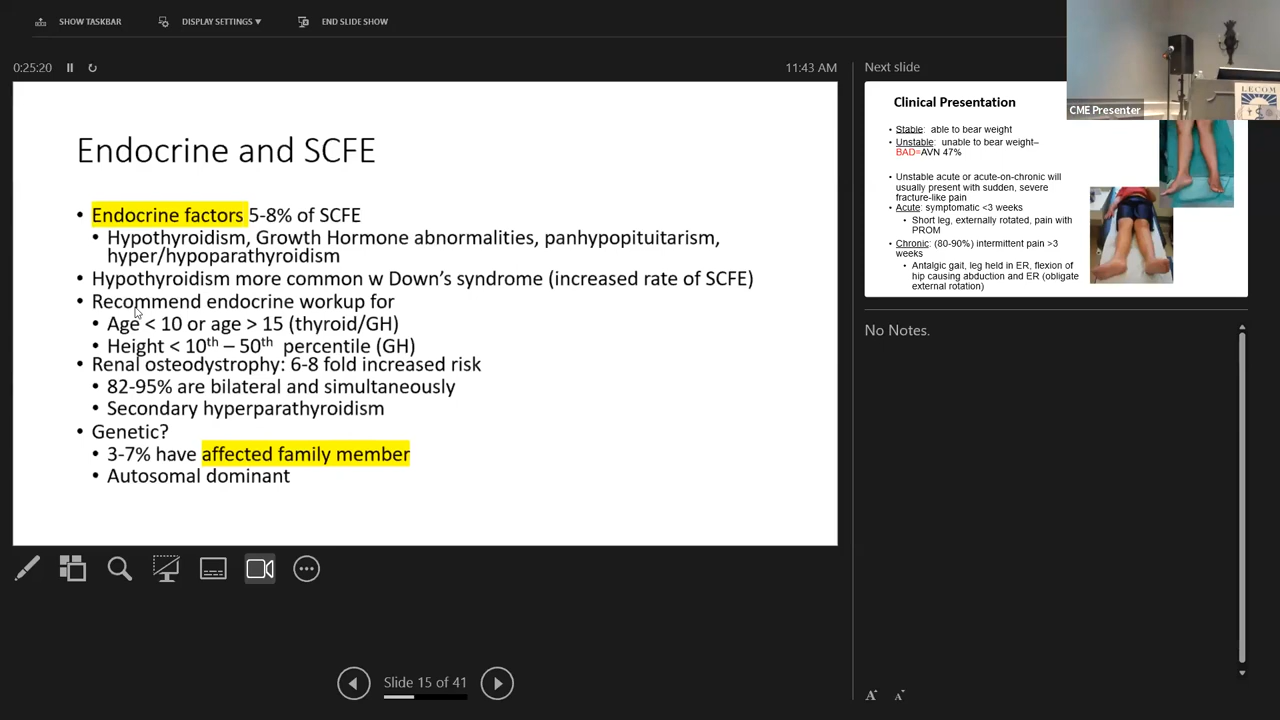 SHOW TASKBAR
DISPLAY SETTINGS ▼
END SLIDE SHOW
0:25:20
11:43 AM
Endocrine and SCFE
• Endocrine factors 5-8% of SCFE
• Hypothyroidism, Growth Hormone abnormalities, panhypopituitarism,
hyper/hypoparathyroidism
• Hypothyroidism more common w Down's syndrome (increased rate of SCFE)
• Recommend endocrine workup for
• Age < 10 or age > 15 (thyroid/GH)
• Height < 10th – 50th percentile (GH)
• Renal osteodystrophy: 6-8 fold increased risk
• 82-95% are bilateral and simultaneously
• Secondary hyperparathyroidism
• Genetic?
• 3-7% have affected family member
• Autosomal dominant
Slide 15 of 41
Next slide
Clinical Presentation
• Stable: able to bear weight
• Unstable: unable to bear weight–
BAD=AVN 47%
• Unstable acute or acute-on-chronic will
usually present with sudden, severe
fracture-like pain
• Acute: symptomatic <3 weeks
• Short leg, externally rotated, pain with
PROM
• Chronic: (80-90%) intermittent pain >3
weeks
• Antalgic gait, leg held in ER, flexion of
hip causing abduction and ER (obligate
external rotation)
No Notes.
A A
CME Presenter
LECOM